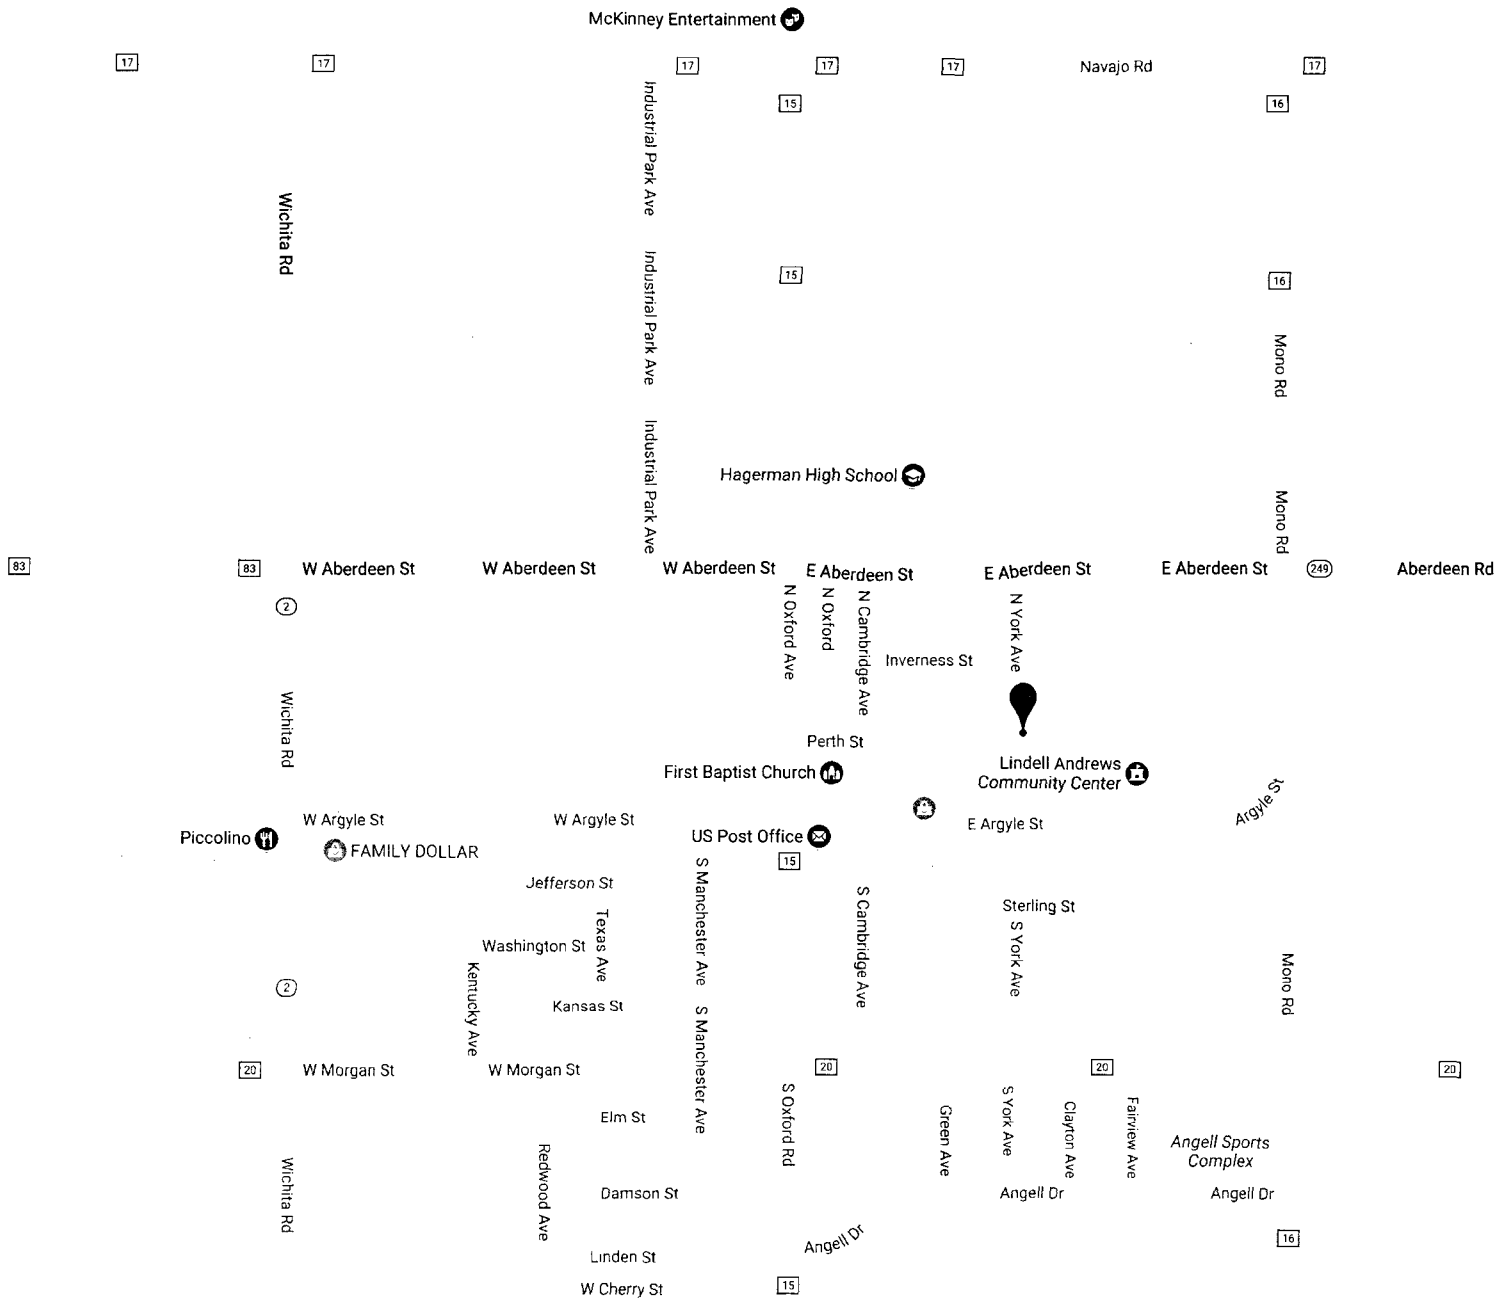 McKinney Entertainment
17
17
17
17
17
Navajo Rd
17
15
16
Industrial Park Ave
Wichita Rd
15
16
Industrial Park Ave
Mono Rd
Industrial Park Ave
Hagerman High School
Mono Rd
83
83
W Aberdeen St
W Aberdeen St
W Aberdeen St
E Aberdeen St
E Aberdeen St
E Aberdeen St
249
Aberdeen Rd
2
N Oxford Ave
N Oxford
N Cambridge Ave
N York Ave
Inverness St
Wichita Rd
Perth St
First Baptist Church
Lindell Andrews
Community Center
Argyle St
W Argyle St
W Argyle St
E Argyle St
Piccolino
US Post Office
FAMILY DOLLAR
15
Jefferson St
S Manchester Ave
S Cambridge Ave
Sterling St
Texas Ave
Washington St
S York Ave
Kentucky Ave
Mono Rd
2
Kansas St
S Manchester Ave
20
W Morgan St
W Morgan St
20
20
20
Elm St
S Oxford Rd
Green Ave
S York Ave
Clayton Ave
Fairview Ave
Angell Sports
Complex
Wichita Rd
Redwood Ave
Damson St
Angell Dr
Angell Dr
Angell Dr
16
Linden St
W Cherry St
15